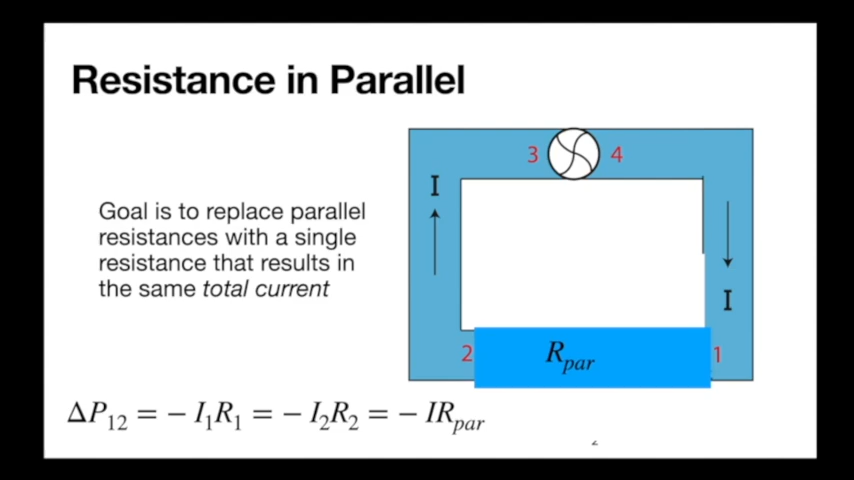 Resistance in Parallel
3
4
I
Goal is to replace parallel
resistances with a single
resistance that results in
the same total current
I
2
R_par
1
ΔP₁₂ = − I₁R₁ = − I₂R₂ = − IR_par